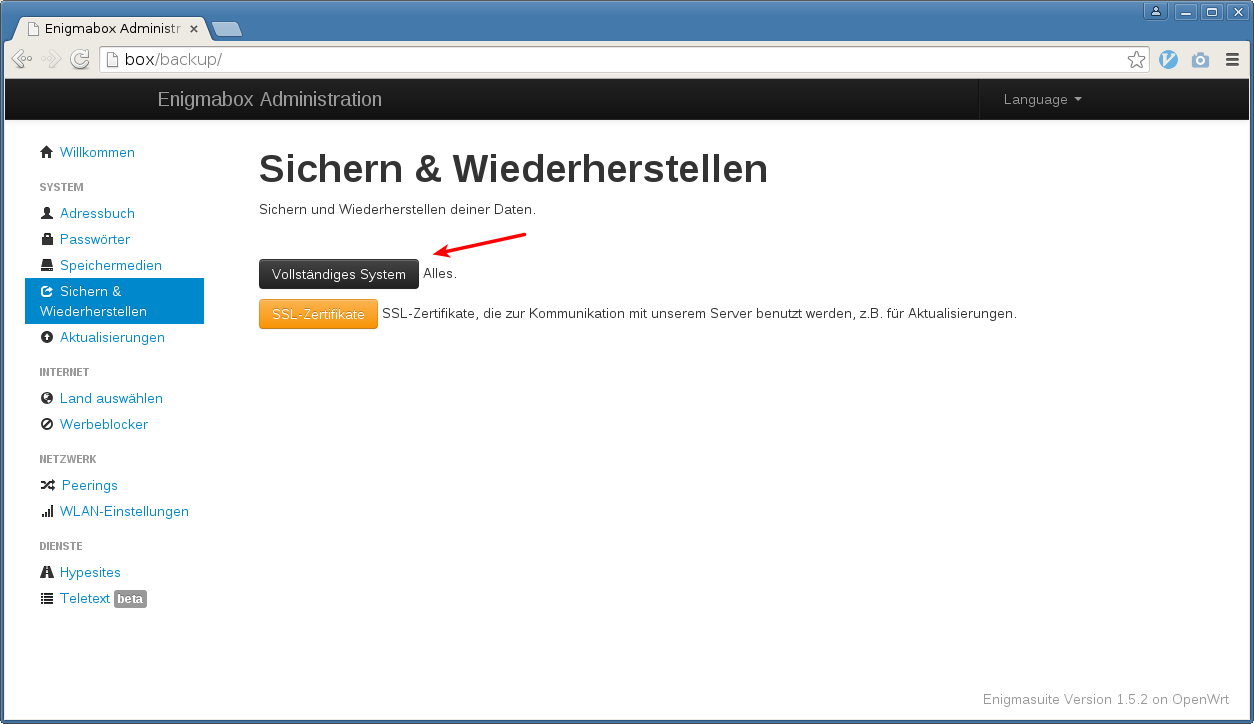 Enigmabox Administr
box/backup/
Enigmabox Administration
Language
Willkommen
SYSTEM
Adressbuch
Passwörter
Speichermedien
Sichern &
Wiederherstellen
Aktualisierungen
INTERNET
Land auswählen
Werbeblocker
NETZWERK
Peerings
WLAN-Einstellungen
DIENSTE
Hypesites
Teletext beta
Sichern & Wiederherstellen
Sichern und Wiederherstellen deiner Daten.
Vollständiges System Alles.
SSL-Zertifikate SSL-Zertifikate, die zur Kommunikation mit unserem Server benutzt werden, z.B. für Aktualisierungen.
Enigmasuite Version 1.5.2 on OpenWrt